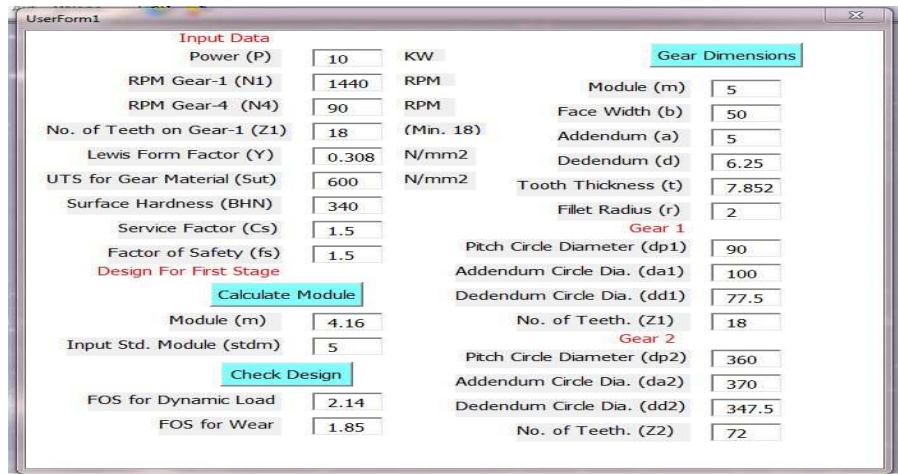 UserForm1
Input Data
Power (P) 10 KW
RPM Gear-1 (N1) 1440 RPM
RPM Gear-4 (N4) 90 RPM
No. of Teeth on Gear-1 (Z1) 18 (Min. 18)
Lewis Form Factor (Y) 0.308 N/mm2
UTS for Gear Material (Sut) 600 N/mm2
Surface Hardness (BHN) 340
Service Factor (Cs) 1.5
Factor of Safety (fs) 1.5
Design For First Stage
Calculate Module
Module (m) 4.16
Input Std. Module (stdm) 5
Check Design
FOS for Dynamic Load 2.14
FOS for Wear 1.85
Gear Dimensions
Module (m) 5
Face Width (b) 50
Addendum (a) 5
Dedendum (d) 6.25
Tooth Thickness (t) 7.852
Fillet Radius (r) 2
Gear 1
Pitch Circle Diameter (dp1) 90
Addendum Circle Dia. (da1) 100
Dedendum Circle Dia. (dd1) 77.5
No. of Teeth. (Z1) 18
Gear 2
Pitch Circle Diameter (dp2) 360
Addendum Circle Dia. (da2) 370
Dedendum Circle Dia. (dd2) 347.5
No. of Teeth. (Z2) 72